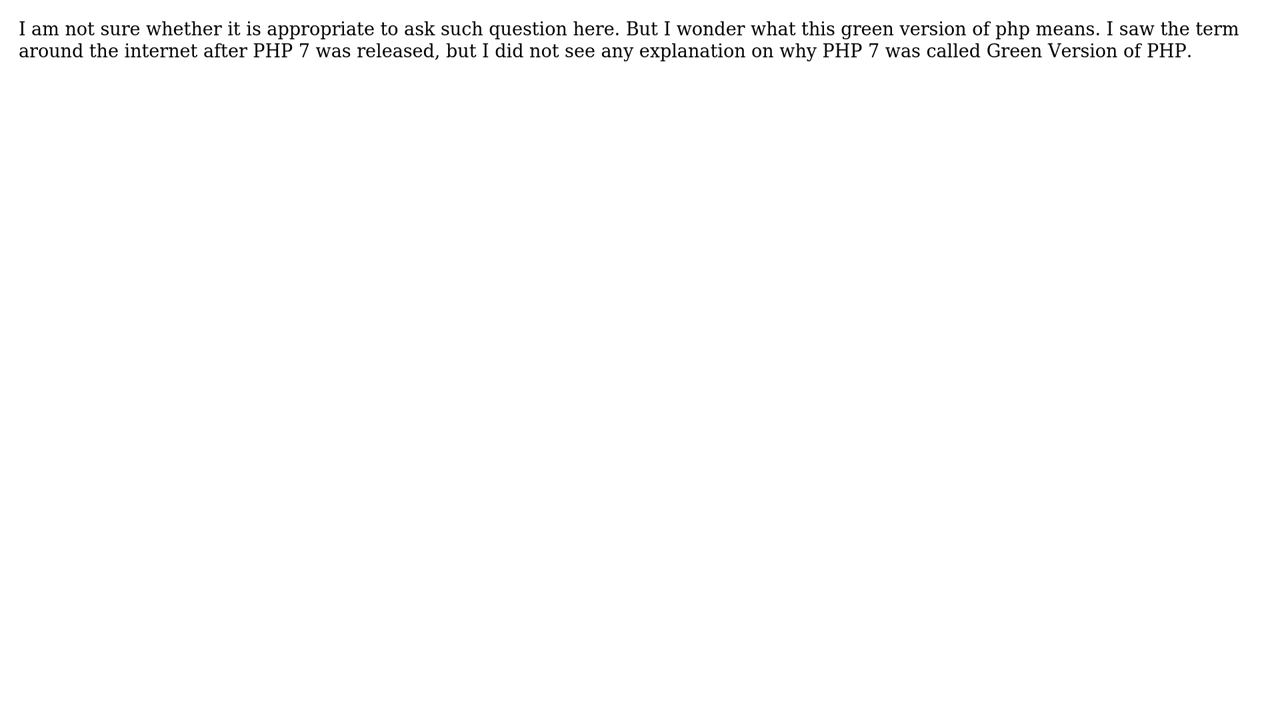 I am not sure whether it is appropriate to ask such question here. But I wonder what this green version of php means. I saw the term
around the internet after PHP 7 was released, but I did not see any explanation on why PHP 7 was called Green Version of PHP.